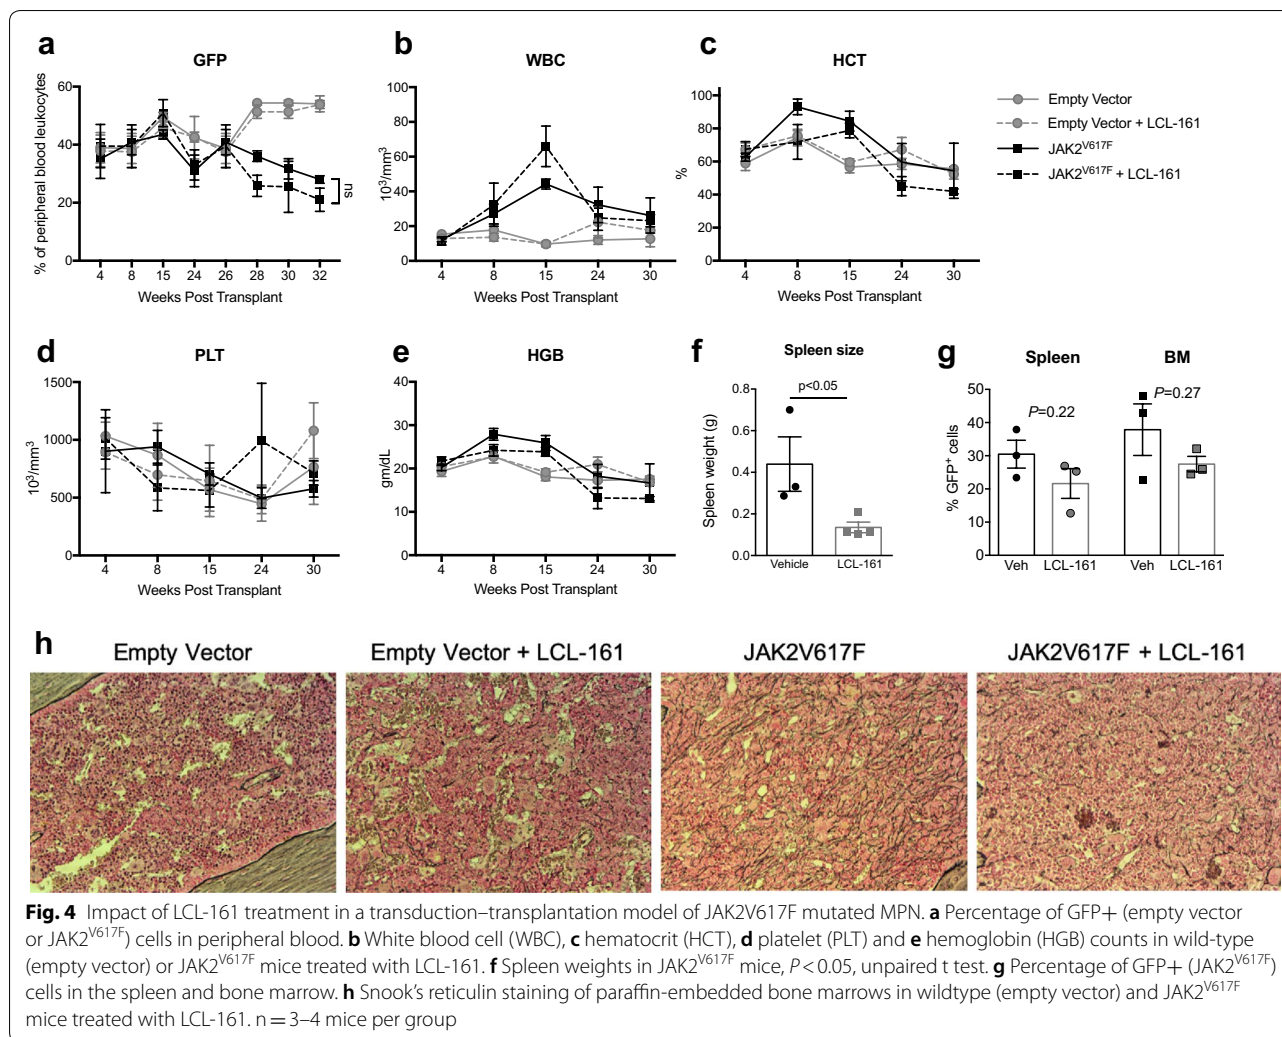 a
GFP
60
40
20
0
% of peripheral blood leukocytes
4 8 15 24 26 28 30 32
Weeks Post Transplant
ns
b
WBC
100
80
60
40
20
0
10³/mm³
4 8 15 24 30
Weeks Post Transplant
c
HCT
100
80
60
40
20
0
%
4 8 15 24 30
Weeks Post Transplant
Empty Vector
Empty Vector + LCL-161
JAK2V617F
JAK2V617F + LCL-161
d
PLT
1500
1000
500
0
10³/mm³
4 8 15 24 30
Weeks Post Transplant
e
HGB
40
30
20
10
0
gm/dL
4 8 15 24 30
Weeks Post Transplant
f
Spleen size
p<0.05
0.8
0.6
0.4
0.2
0.0
Spleen weight (g)
Vehicle LCL-161
g
Spleen BM
P=0.22
P=0.27
50
40
30
20
10
0
% GFP⁺ cells
Veh LCL-161 Veh LCL-161
h
Empty Vector
Empty Vector + LCL-161
JAK2V617F
JAK2V617F + LCL-161
Fig. 4 Impact of LCL-161 treatment in a transduction–transplantation model of JAK2V617F mutated MPN. a Percentage of GFP+ (empty vector
or JAK2V617F) cells in peripheral blood. b White blood cell (WBC), c hematocrit (HCT), d platelet (PLT) and e hemoglobin (HGB) counts in wild-type
(empty vector) or JAK2V617F mice treated with LCL-161. f Spleen weights in JAK2V617F mice, P < 0.05, unpaired t test. g Percentage of GFP+ (JAK2V617F)
cells in the spleen and bone marrow. h Snook's reticulin staining of paraffin-embedded bone marrows in wildtype (empty vector) and JAK2V617F
mice treated with LCL-161. n = 3–4 mice per group